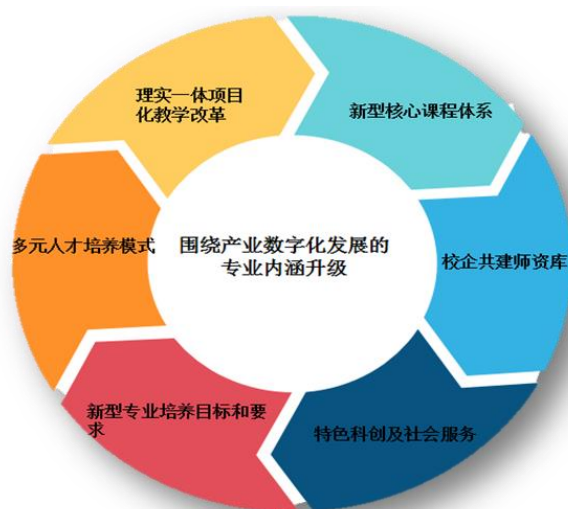 理实一体项目
化教学改革
新型核心课程体系
多元人才培养模式
围绕产业数字化发展的
专业内涵升级
校企共建师资库
新型专业培养目标和要
求
特色科创及社会服务